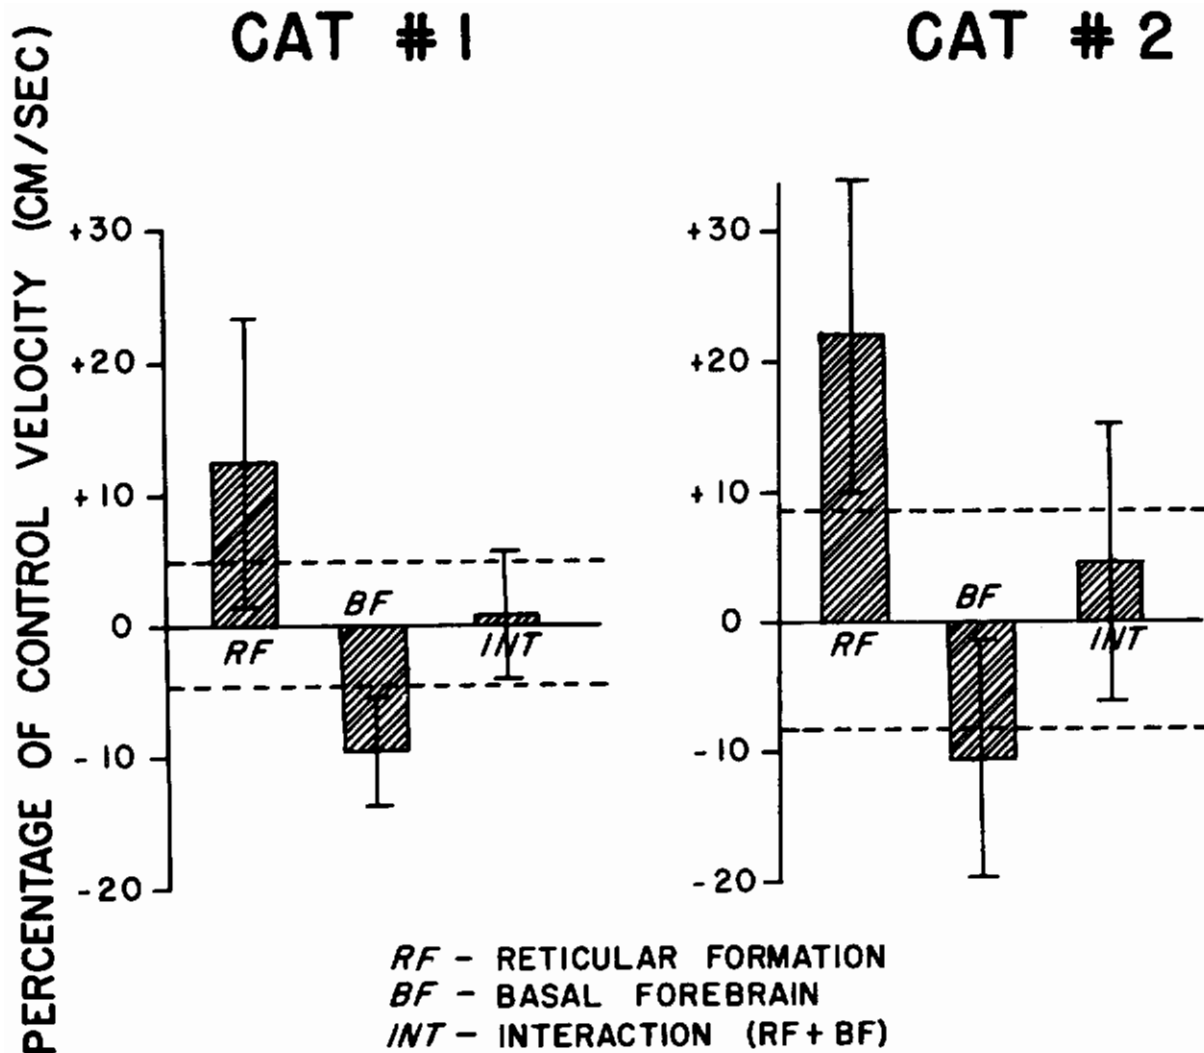 CAT #1
CAT #2
PERCENTAGE OF CONTROL VELOCITY (CM/SEC)
+30
+20
+10
0
-10
-20
RF
BF
INT
+30
+20
+10
0
-10
-20
RF
BF
INT
RF - RETICULAR FORMATION
BF - BASAL FOREBRAIN
INT - INTERACTION (RF + BF)